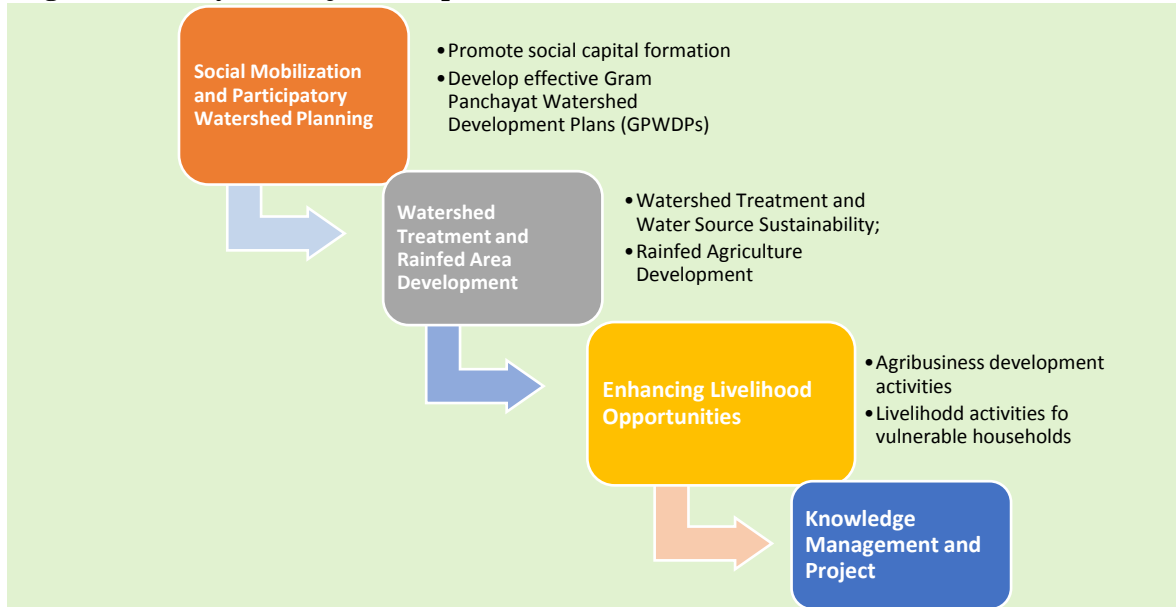 Social Mobilization
and Participatory
Watershed Planning
•Promote social capital formation
•Develop effective Gram
Panchayat Watershed
Development Plans (GPWDPs)
Watershed
Treatment and
Rainfed Area
Development
•Watershed Treatment and
Water Source Sustainability;
•Rainfed Agriculture
Development
Enhancing Livelihood
Opportunities
•Agribusiness development
activities
•Livelihodd activities fo
vulnerable households
Knowledge
Management and
Project